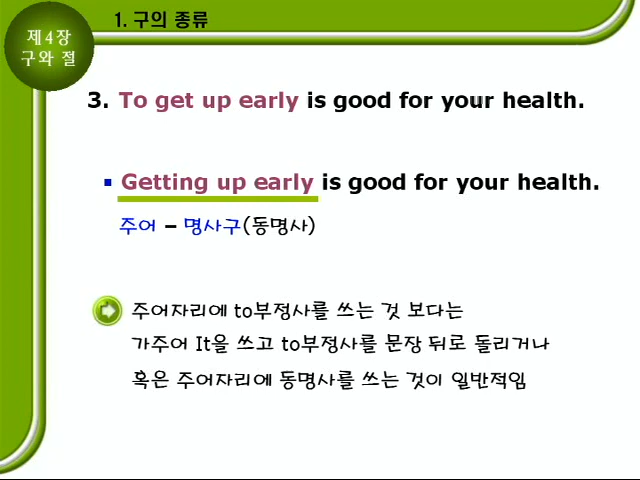 제4장
구와 절
1. 구의 종류
3. To get up early is good for your health.
▪ Getting up early is good for your health.
주어 – 명사구(동명사)
주어자리에 to부정사를 쓰는 것 보다는
가주어 It을 쓰고 to부정사를 문장 뒤로 돌리거나
혹은 주어자리에 동명사를 쓰는 것이 일반적임